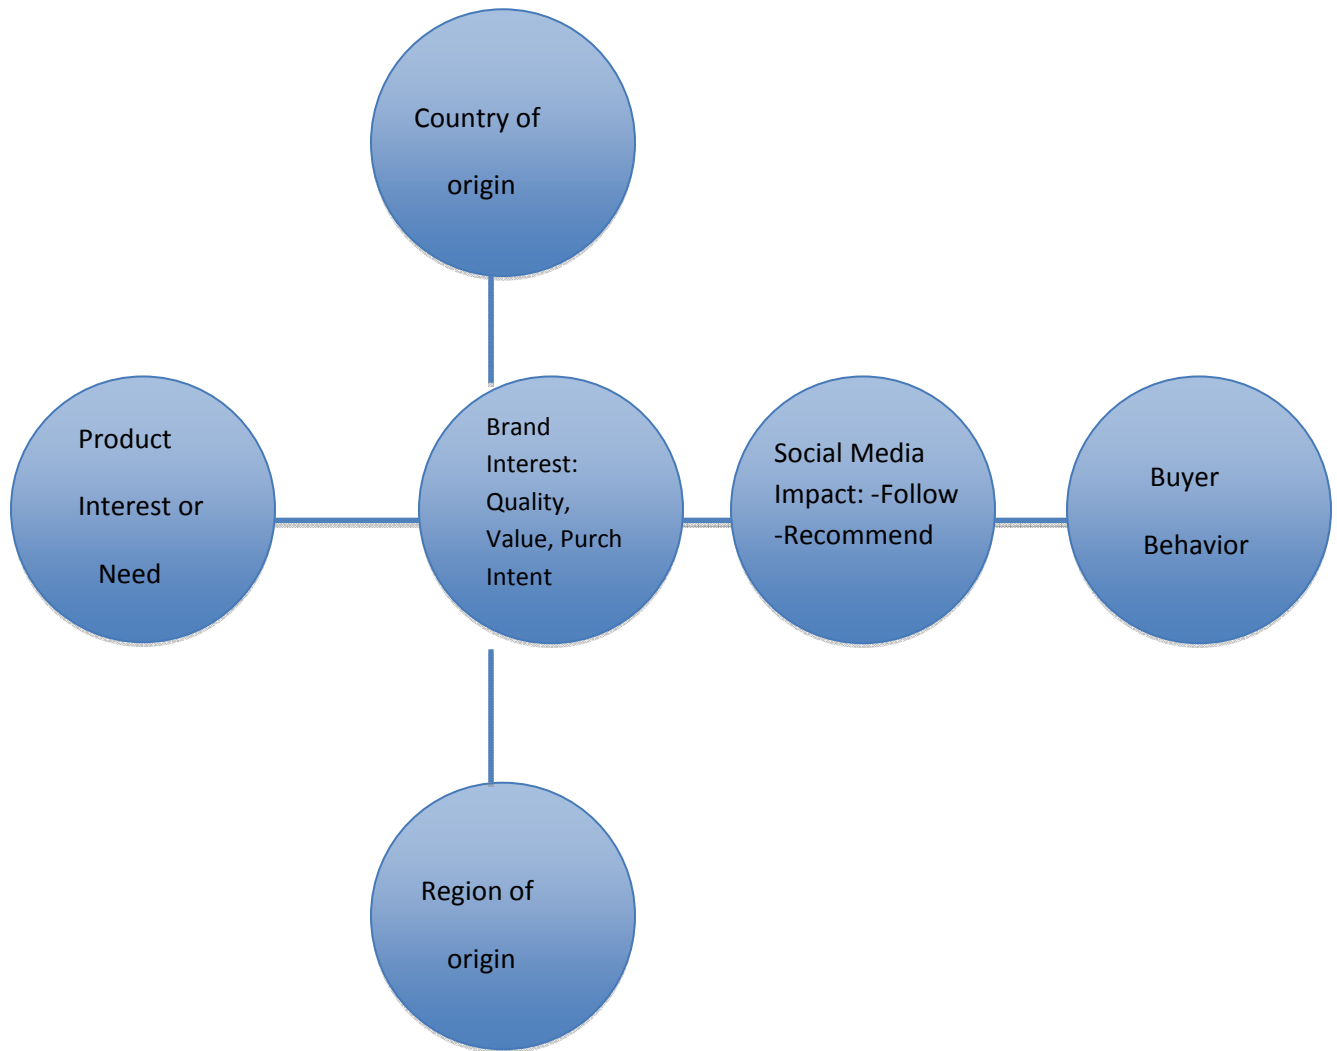 Country of
origin
Product
Interest or
Need
Brand
Interest:
Quality,
Value, Purch
Intent
Social Media
Impact: -Follow
-Recommend
Buyer
Behavior
Region of
origin